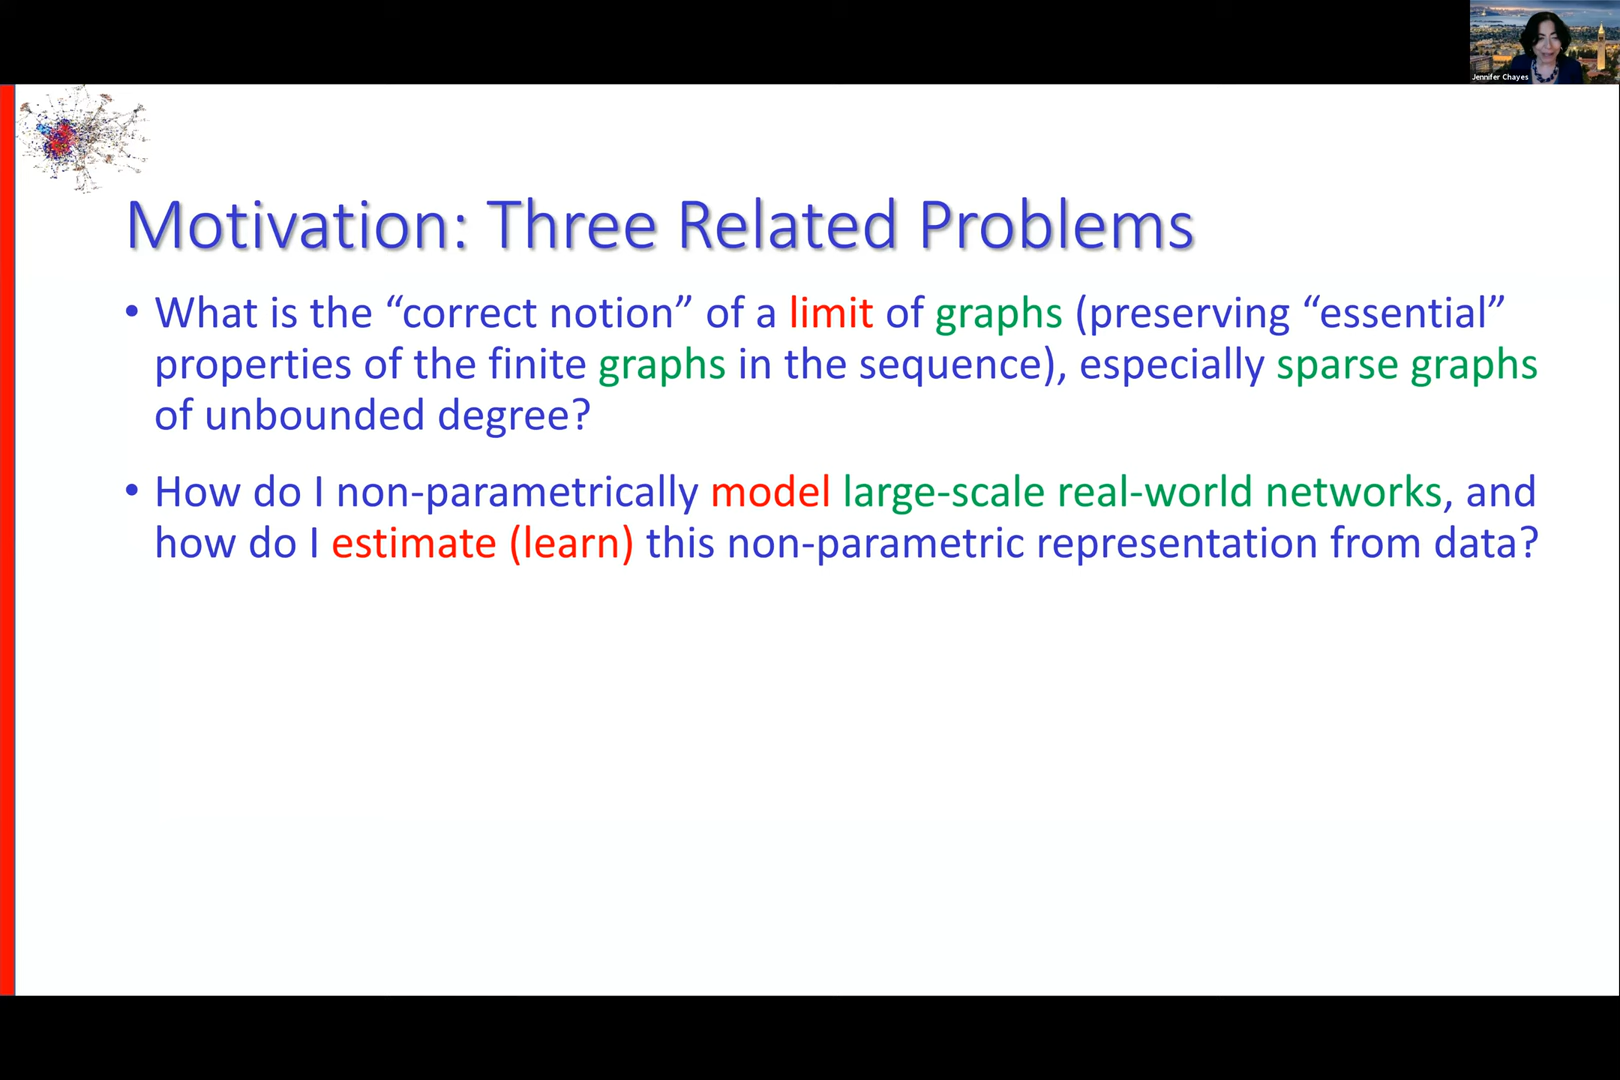 Jennifer Chayes
Motivation: Three Related Problems
• What is the “correct notion” of a limit of graphs (preserving “essential”
properties of the finite graphs in the sequence), especially sparse graphs
of unbounded degree?
• How do I non-parametrically model large-scale real-world networks, and
how do I estimate (learn) this non-parametric representation from data?